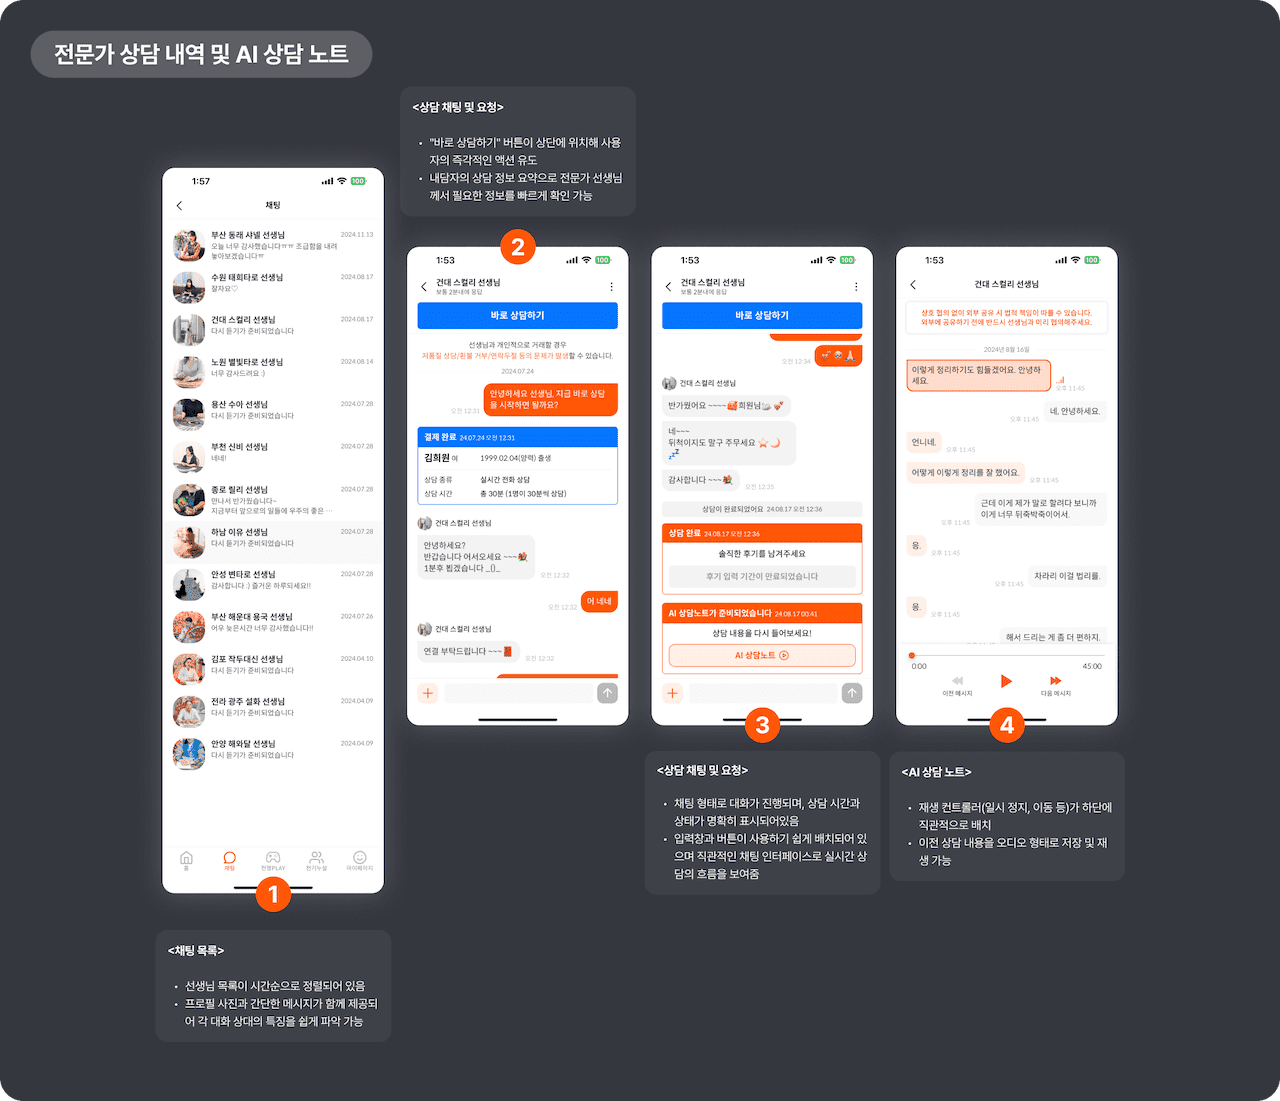 전문가 상담 내역 및 AI 상담 노트
<상담 채팅 및 요청>
• "바로 상담하기" 버튼이 상단에 위치해 사용
자의 즉각적인 액션 유도
• 내담자의 상담 정보 요약으로 전문가 선생님
께서 필요한 정보를 빠르게 확인 가능
1:57
100
채팅
부산 동래 샤넬 선생님
2024.11.13
오늘 너무 감사했습니다ㅠㅠ 조급함을 내려
놓아보겠습니다ㅠ
수원 태희타로 선생님
2024.08.17
잘자요♡
건대 스컬리 선생님
2024.08.17
다시 듣기가 준비되었습니다
노원 별빛타로 선생님
2024.08.14
너무 감사드려요 :)
용산 수아 선생님
2024.07.28
다시 듣기가 준비되었습니다
부천 신비 선생님
2024.07.28
네네!
종로 릴리 선생님
2024.07.28
만나서 반가웠습니다~
지금부터 앞으로의 일들에 우주의 좋은 ···
하남 이유 선생님
2024.07.28
다시 듣기가 준비되었습니다
안성 변타로 선생님
2024.07.28
감사합니다 :) 즐거운 하루되세요!!
부산 해운대 용국 선생님
2024.07.26
어우 늦은시간 너무 감사했습니다!!
김포 작두대신 선생님
2024.04.10
다시 듣기가 준비되었습니다
전라 광주 설화 선생님
2024.04.09
다시 듣기가 준비되었습니다
안양 해와달 선생님
2024.04.09
다시 듣기가 준비되었습니다
홈
채팅
천명PLAY
전기누설
마이페이지
1
<채팅 목록>
• 선생님 목록이 시간순으로 정렬되어 있음
• 프로필 사진과 간단한 메시지가 함께 제공되
어 각 대화 상대의 특징을 쉽게 파악 가능
2
1:53
100
건대 스컬리 선생님
보통 2분내에 응답
바로 상담하기
선생님과 개인적으로 거래할 경우
저품질 상담/환불 거부/연락두절 등의 문제가 발생할 수 있습니다.
2024.07.24
안녕하세요 선생님, 지금 바로 상담
을 시작하면 될까요?
오전 12:31
결제 완료 24.07.24 오전 12:31
김희원 여 1999.02.04(양력) 출생
상담 종류 실시간 전화 상담
상담 시간 총 30분 (1명이 30분씩 상담)
건대 스컬리 선생님
안녕하세요?
반갑습니다 어서오세요 ~~~💐
1분후 뵙겠습니다 _()_
오전 12:32
어 네네
오전 12:32
건대 스컬리 선생님
연결 부탁드립니다 ~~~
오전 12:32
1:53
100
건대 스컬리 선생님
보통 2분내에 응답
바로 상담하기
오전 12:34
건대 스컬리 선생님
반가웠어요 ~~~~🥰희원님🦢💕
네~~~
뒤척이지도 말구 주무세요 ⭐🌙
💤
감사합니다 ~~💐
오전 12:35
상담이 완료되었어요 24.08.17 오전 12:36
상담 완료 24.08.17 오전 12:36
솔직한 후기를 남겨주세요
후기 입력 기간이 만료되었습니다
AI 상담노트가 준비되었습니다 24.08.17 00:41
상담 내용을 다시 들어보세요!
AI 상담노트
3
<상담 채팅 및 요청>
• 채팅 형태로 대화가 진행되며, 상담 시간과
상태가 명확히 표시되어있음
• 입력창과 버튼이 사용하기 쉽게 배치되어 있
으며 직관적인 채팅 인터페이스로 실시간 상
담의 흐름을 보여줌
1:53
100
건대 스컬리 선생님
상호 협의 없이 외부 공유 시 법적 책임이 따를 수 있습니다.
외부에 공유하기 전에 반드시 선생님과 미리 협의해주세요.
2024년 8월 16일
이렇게 정리하기도 힘들겠어요. 안녕하
세요.
오후 11:45
네, 안녕하세요.
오후 11:45
언니네.
오후 11:45
어떻게 이렇게 정리를 잘 했어요.
오후 11:45
근데 이게 제가 말로 할려다 보니까
이게 너무 뒤죽박죽이어서.
오후 11:45
응.
오후 11:45
차라리 이걸 법리를.
오후 11:45
응.
오후 11:45
해서 드리는 게 좀 더 편하지.
0:00
45:00
이전 메시지
다음 메시지
4
<AI 상담 노트>
• 재생 컨트롤러(일시 정지, 이동 등)가 하단에
직관적으로 배치
• 이전 상담 내용을 오디오 형태로 저장 및 재
생 가능